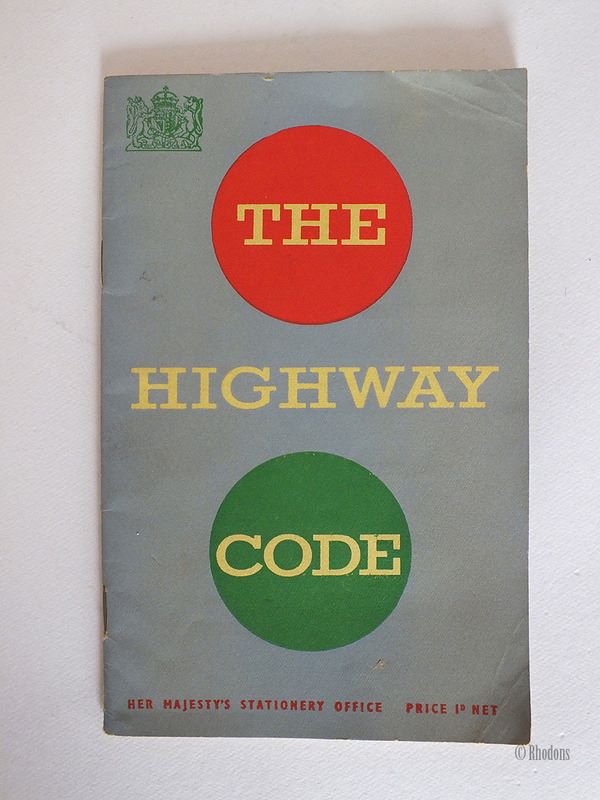 THE
HIGHWAY
CODE
HER MAJESTY'S STATIONERY OFFICE PRICE 1D NET
© Rhodons